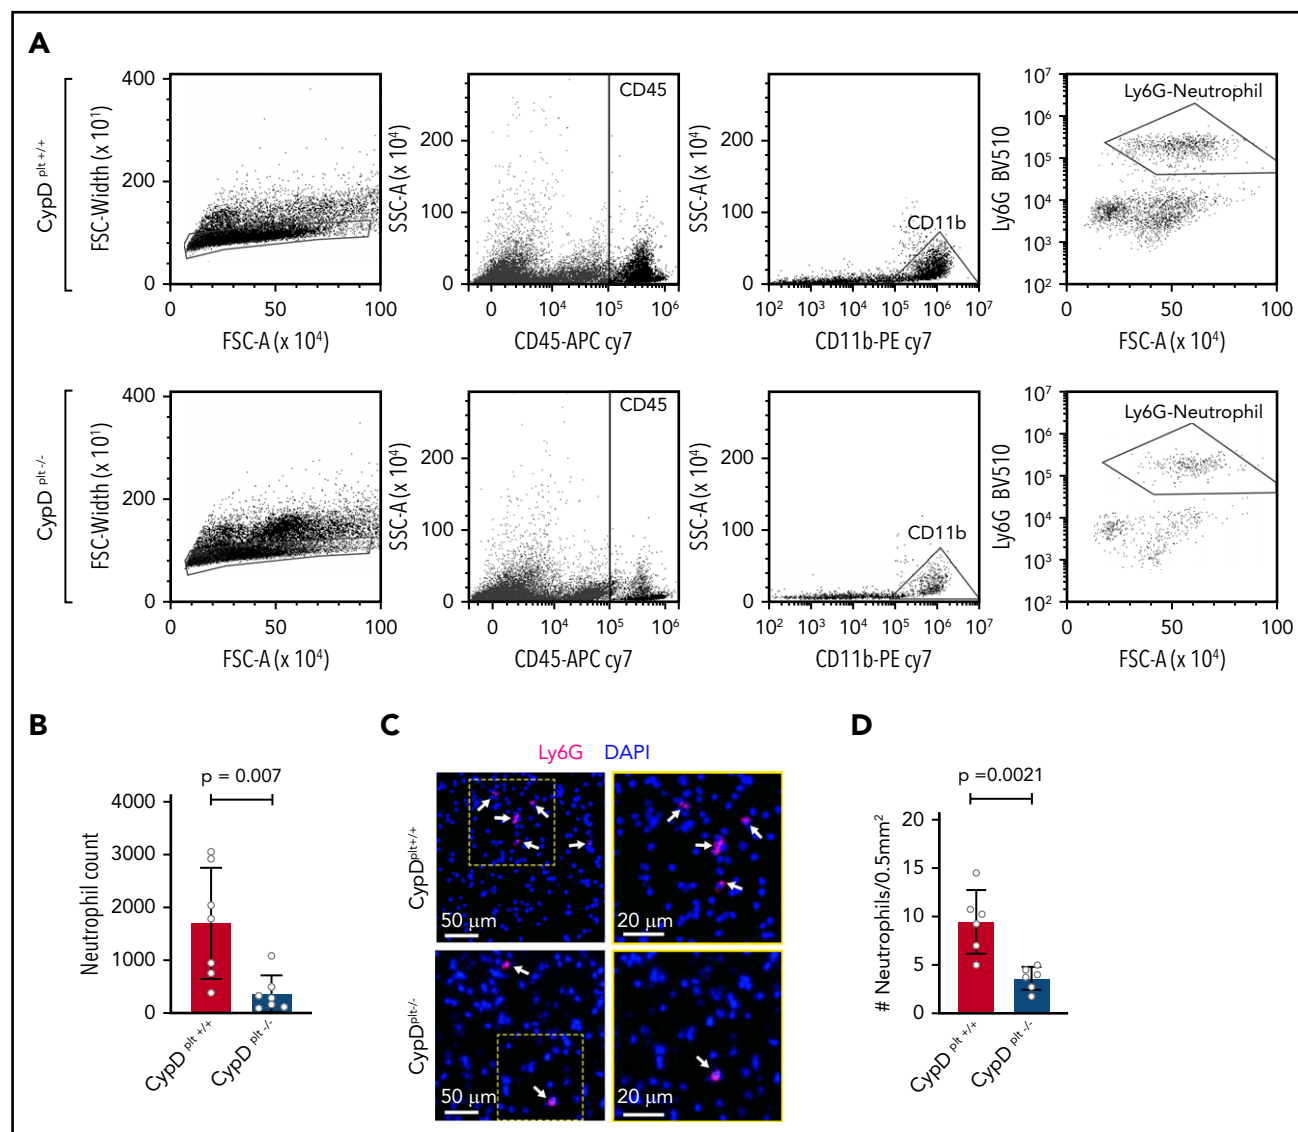 A
CypD plt +/+
FSC-Width (x 10¹)
400
200
0
0 50 100
FSC-A (x 10⁴)
SSC-A (x 10⁴)
200
100
0
CD45
0 10⁴ 10⁵ 10⁶
CD45-APC cy7
SSC-A (x 10⁴)
200
100
0
CD11b
10² 10³ 10⁴ 10⁵ 10⁶ 10⁷
CD11b-PE cy7
Ly6G BV510
10⁷
10⁶
10⁵
10⁴
10³
10²
Ly6G-Neutrophil
0 50 100
FSC-A (x 10⁴)
CypD plt -/-
FSC-Width (x 10¹)
400
200
0
0 50 100
FSC-A (x 10⁴)
SSC-A (x 10⁴)
200
100
0
CD45
0 10⁴ 10⁵ 10⁶
CD45-APC cy7
SSC-A (x 10⁴)
200
100
0
CD11b
10² 10³ 10⁴ 10⁵ 10⁶ 10⁷
CD11b-PE cy7
Ly6G BV510
10⁷
10⁶
10⁵
10⁴
10³
10²
Ly6G-Neutrophil
0 50 100
FSC-A (x 10⁴)
B
p = 0.007
Neutrophil count
4000
3000
2000
1000
0
CypD plt +/+
CypD plt -/-
C
Ly6G DAPI
CypDplt+/+
50 μm
20 μm
CypDplt-/-
50 μm
20 μm
D
p =0.0021
# Neutrophils/0.5mm²
20
15
10
5
0
CypD plt +/+
CypD plt -/-